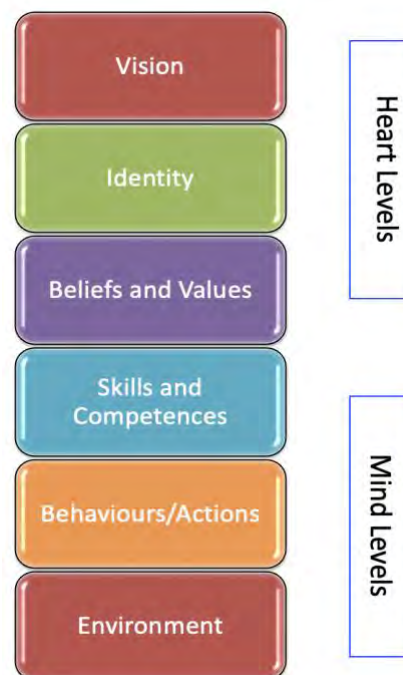 Vision
Identity
Beliefs and Values
Skills and
Competences
Behaviours/Actions
Environment
Heart Levels
Mind Levels